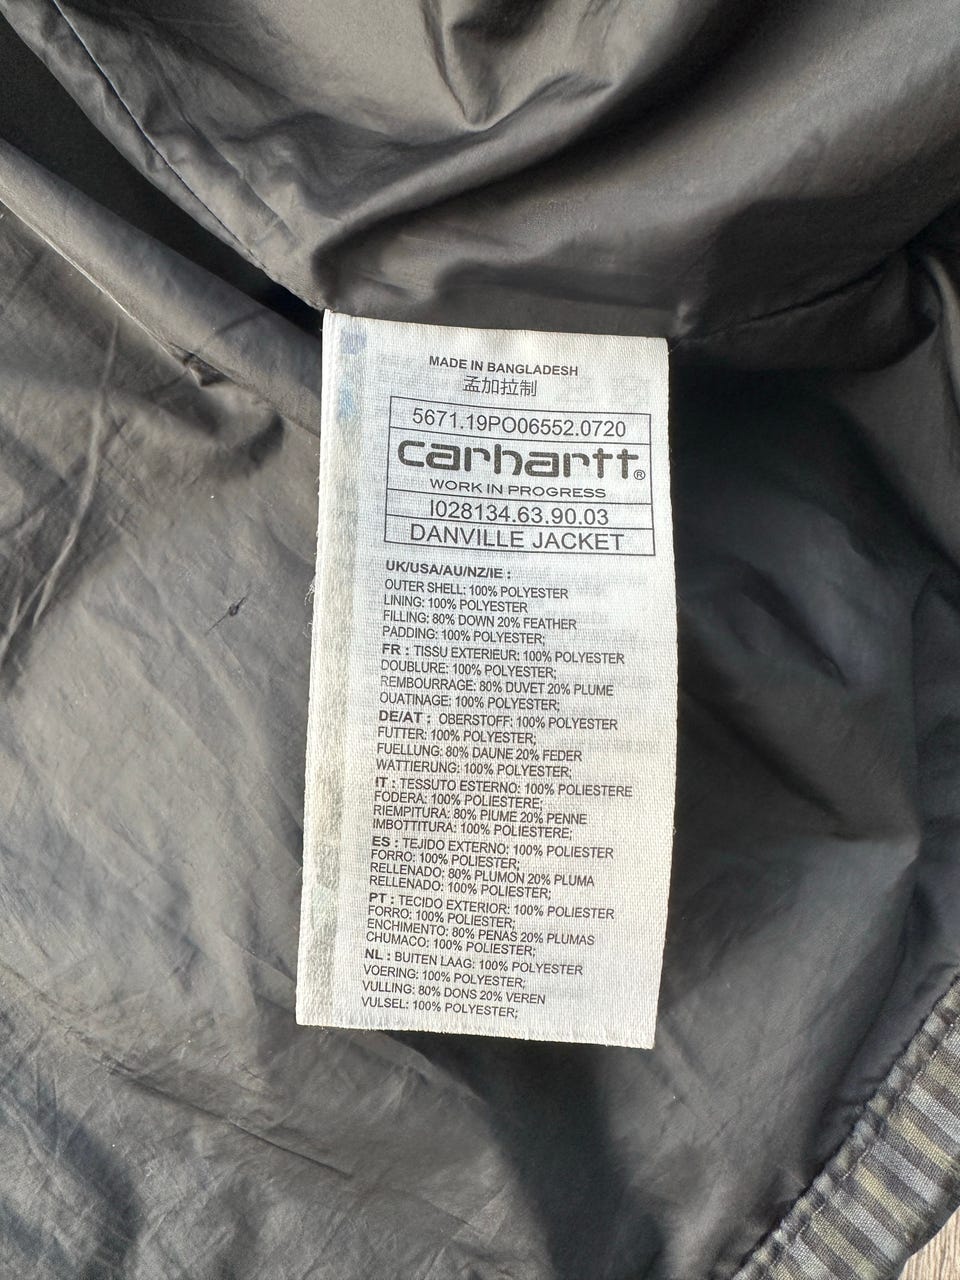 MADE IN BANGLADESH
孟加拉制
5671.19PO06552.0720
carhartt®
WORK IN PROGRESS
I028134.63.90.03
DANVILLE JACKET
UK/USA/AU/NZ/IE :
OUTER SHELL: 100% POLYESTER
LINING: 100% POLYESTER
FILLING: 80% DOWN 20% FEATHER
PADDING: 100% POLYESTER;
FR : TISSU EXTERIEUR: 100% POLYESTER
DOUBLURE: 100% POLYESTER;
REMBOURRAGE: 80% DUVET 20% PLUME
OUATINAGE: 100% POLYESTER;
DE/AT : OBERSTOFF: 100% POLYESTER
FUTTER: 100% POLYESTER;
FUELLUNG: 80% DAUNE 20% FEDER
WATTIERUNG: 100% POLYESTER;
IT : TESSUTO ESTERNO: 100% POLIESTERE
FODERA: 100% POLIESTERE;
RIEMPITURA: 80% PIUME 20% PENNE
IMBOTTITURA: 100% POLIESTERE;
ES : TEJIDO EXTERNO: 100% POLIESTER
FORRO: 100% POLIESTER;
RELLENADO: 80% PLUMON 20% PLUMA
RELLENADO: 100% POLIESTER;
PT : TECIDO EXTERIOR: 100% POLIESTER
FORRO: 100% POLIESTER;
ENCHIMENTO: 80% PENAS 20% PLUMAS
CHUMACO: 100% POLIESTER;
NL : BUITEN LAAG: 100% POLYESTER
VOERING: 100% POLYESTER;
VULLING: 80% DONS 20% VEREN
VULSEL: 100% POLYESTER;